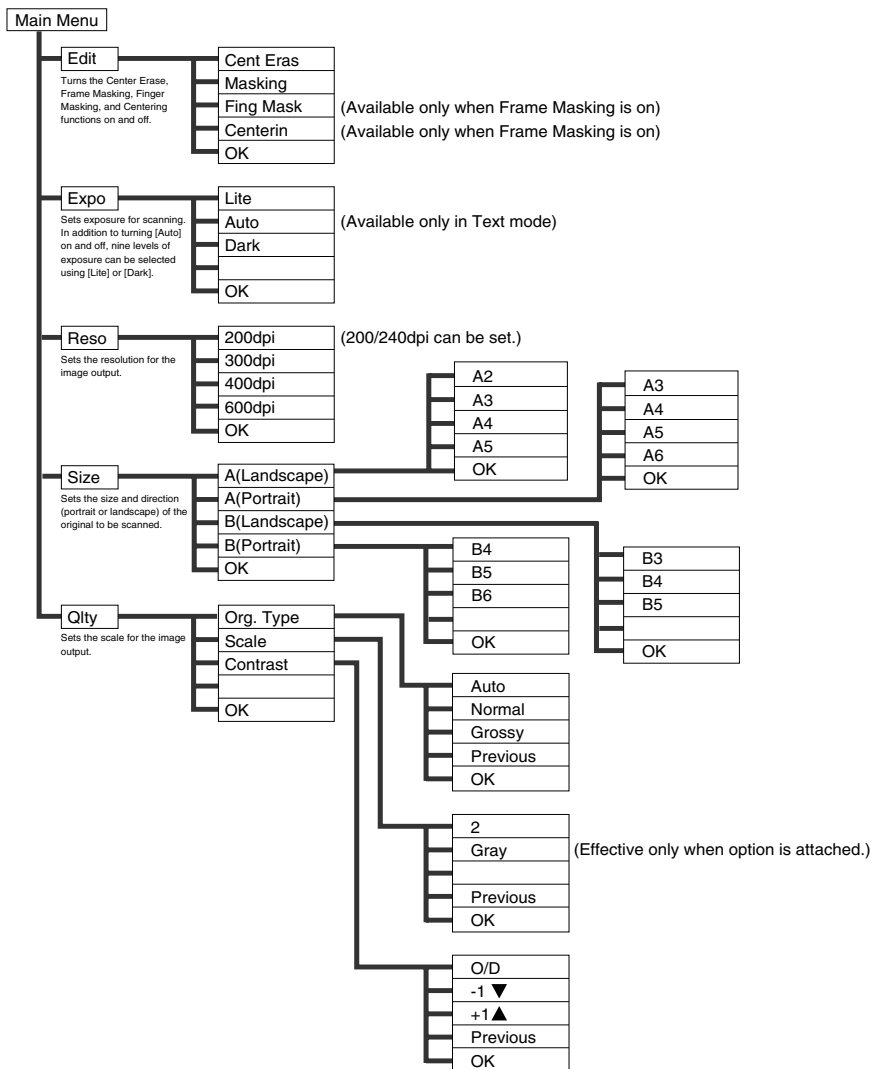 Main Menu
Edit
Turns the Center Erase,
Frame Masking, Finger
Masking, and Centering
functions on and off.
Cent Eras
Masking
Fing Mask (Available only when Frame Masking is on)
Centerin (Available only when Frame Masking is on)
OK
Expo
Sets exposure for scanning.
In addition to turning [Auto]
on and off, nine levels of
exposure can be selected
using [Lite] or [Dark].
Lite
Auto (Available only in Text mode)
Dark
OK
Reso
Sets the resolution for the
image output.
200dpi (200/240dpi can be set.)
300dpi
400dpi
600dpi
OK
Size
Sets the size and direction
(portrait or landscape) of the
original to be scanned.
A(Landscape)
A(Portrait)
B(Landscape)
B(Portrait)
OK
A2
A3
A4
A5
OK
A3
A4
A5
A6
OK
B4
B5
B6
OK
B3
B4
B5
OK
Qlty
Sets the scale for the image
output.
Org. Type
Scale
Contrast
OK
Auto
Normal
Grossy
Previous
OK
2
Gray (Effective only when option is attached.)
Previous
OK
O/D
-1 ▼
+1▲
Previous
OK